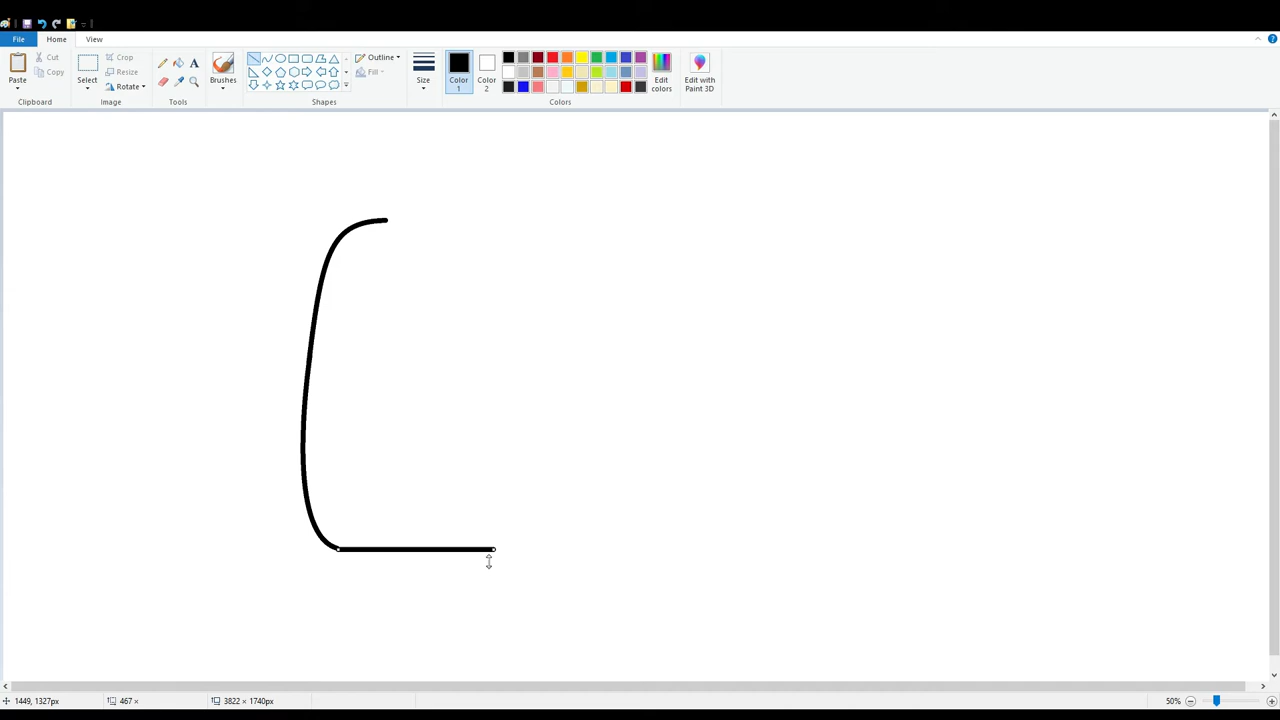 File Home View
Paste
Cut
Copy
Clipboard
Select
Crop
Resize
Rotate
Image
Tools
Brushes
Outline
Fill
Shapes
Size
Color
1
Color
2
Edit
colors
Edit with
Paint 3D
Colors
1449, 1327px 467 × 3822 × 1740px 50%